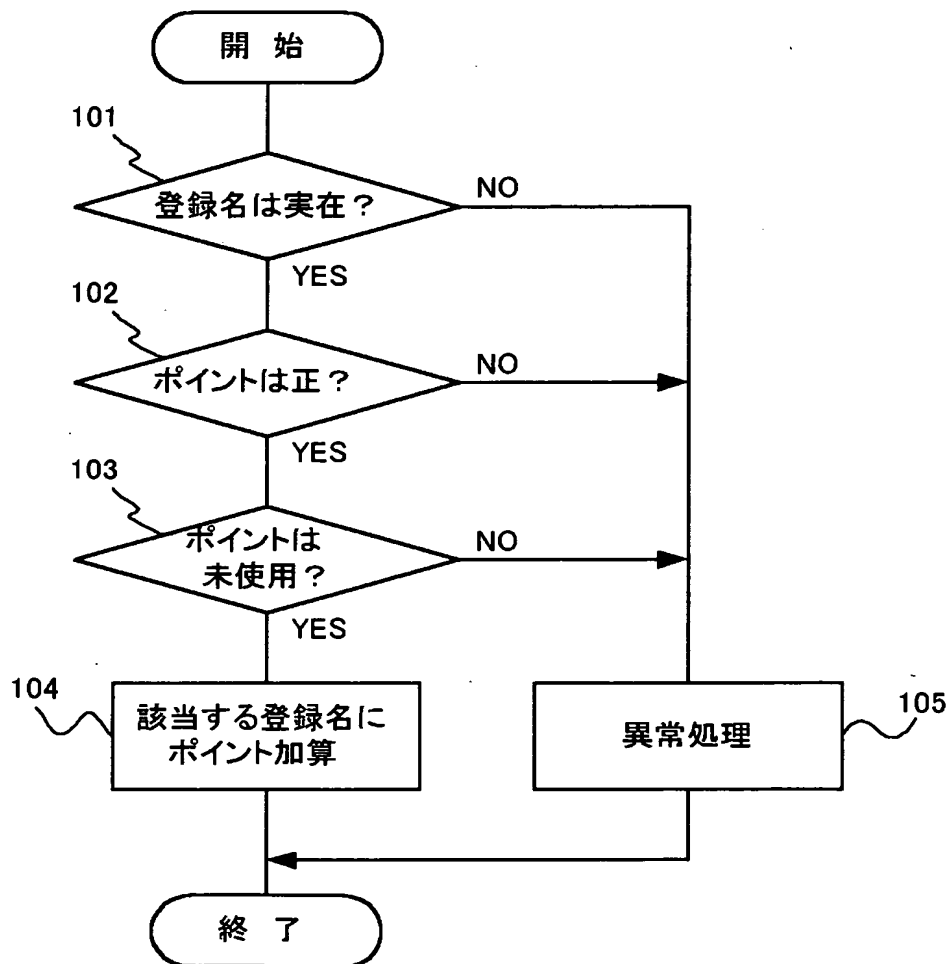 開 始
101
登録名は実在?
NO
YES
102
ポイントは正?
NO
YES
103
ポイントは
未使用?
NO
YES
104
該当する登録名に
ポイント加算
異常処理
105
終 了